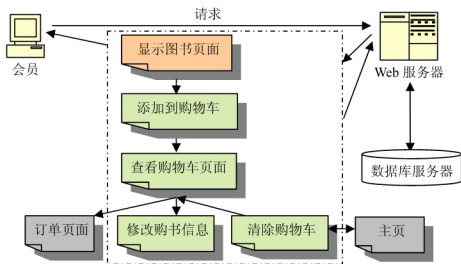 请求
会员
显示图书页面
Web 服务器
添加到购物车
查看购物车页面
数据库服务器
订单页面
修改购书信息
清除购物车
主页